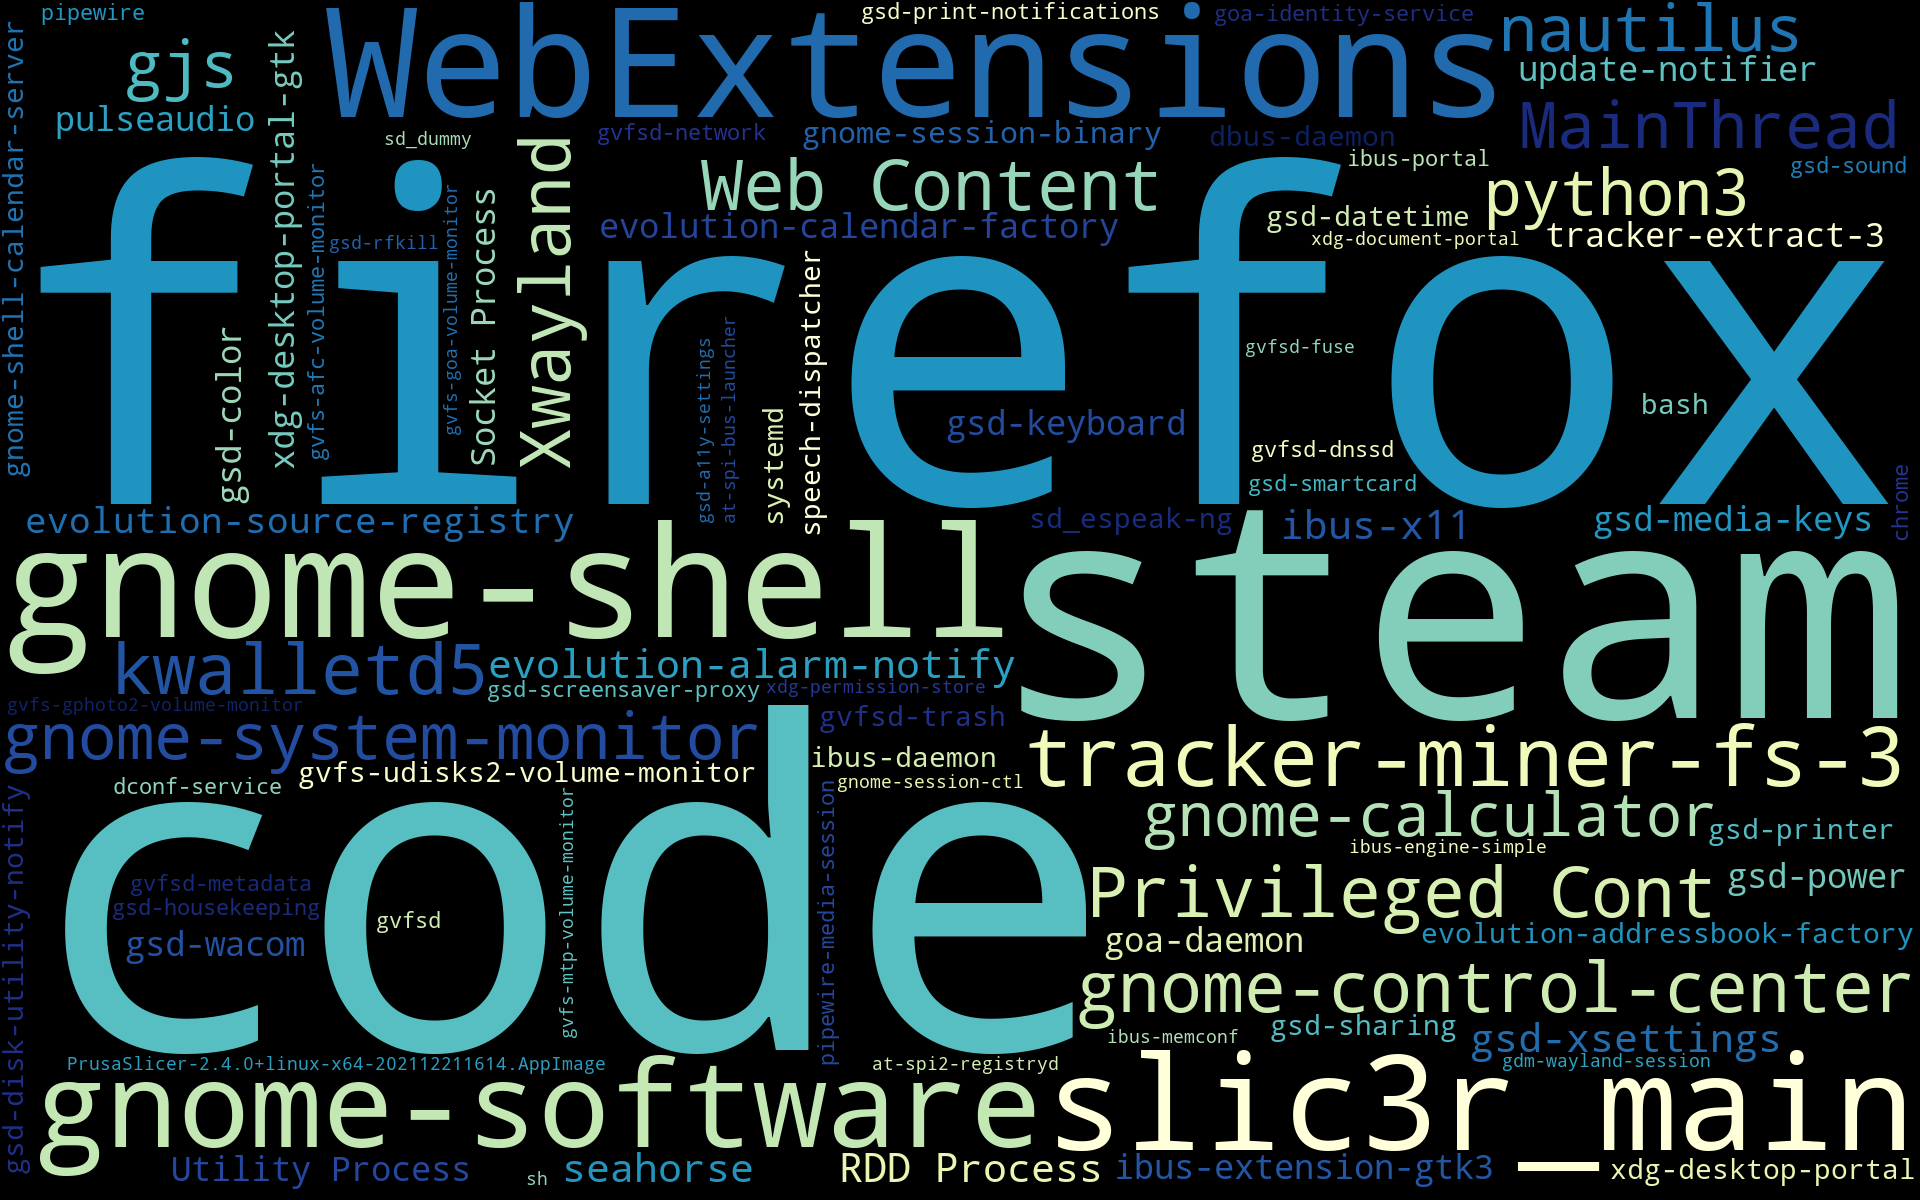 pipewire
gsd-print-notifications
goa-identity-service
WebExtensions
nautilus
gjs
update-notifier
pulseaudio
MainThread
gnome-shell-calendar-server
xdg-desktop-portal-gtk
sd_dummy
gvfsd-network
gnome-session-binary
dbus-daemon
ibus-portal
gsd-sound
Xwayland
Web Content
python3
gsd-datetime
evolution-calendar-factory
xdg-document-portal
tracker-extract-3
gvfs-afc-volume-monitor
gsd-rfkill
gvfs-goa-volume-monitor
Socket Process
firefox
speech-dispatcher
gsd-color
gsd-a11y-settings
at-spi-bus-launcher
systemd
gvfsd-fuse
gsd-keyboard
bash
gvfsd-dnssd
gsd-smartcard
chrome
evolution-source-registry
sd_espeak-ng
ibus-x11
gsd-media-keys
gnome-shell
steam
kwalletd5
evolution-alarm-notify
gsd-screensaver-proxy
xdg-permission-store
gvfs-gphoto2-volume-monitor
gnome-system-monitor
gvfsd-trash
tracker-miner-fs-3
ibus-daemon
gvfs-udisks2-volume-monitor
gnome-session-ctl
dconf-service
gsd-disk-utility-notify
code
gvfs-mtp-volume-monitor
pipewire-media-session
gnome-calculator
gsd-printer
ibus-engine-simple
gvfsd-metadata
gsd-housekeeping
gvfsd
gsd-wacom
Privileged Cont
gsd-power
goa-daemon
evolution-addressbook-factory
gnome-control-center
gsd-sharing
ibus-memconf
gsd-xsettings
PrusaSlicer-2.4.0+linux-x64-202112211614.AppImage
at-spi2-registryd
gdm-wayland-session
gnome-software
slic3r_main
Utility Process
sh
seahorse
RDD Process
ibus-extension-gtk3
xdg-desktop-portal